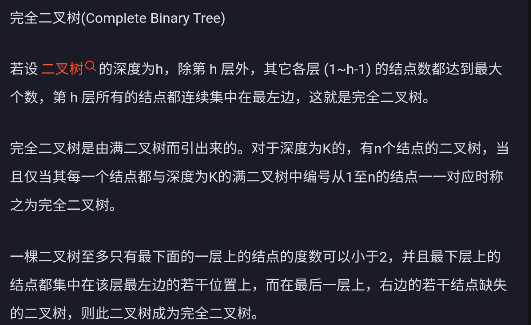 完全二叉树(Complete Binary Tree)
若设 二叉树 的深度为h，除第 h 层外，其它各层 (1~h-1) 的结点数都达到最大
个数，第 h 层所有的结点都连续集中在最左边，这就是完全二叉树。
完全二叉树是由满二叉树而引出来的。对于深度为K的，有n个结点的二叉树，当
且仅当其每一个结点都与深度为K的满二叉树中编号从1至n的结点一一对应时称
之为完全二叉树。
一棵二叉树至多只有最下面的一层上的结点的度数可以小于2，并且最下层上的
结点都集中在该层最左边的若干位置上，而在最后一层上，右边的若干结点缺失
的二叉树，则此二叉树成为完全二叉树。